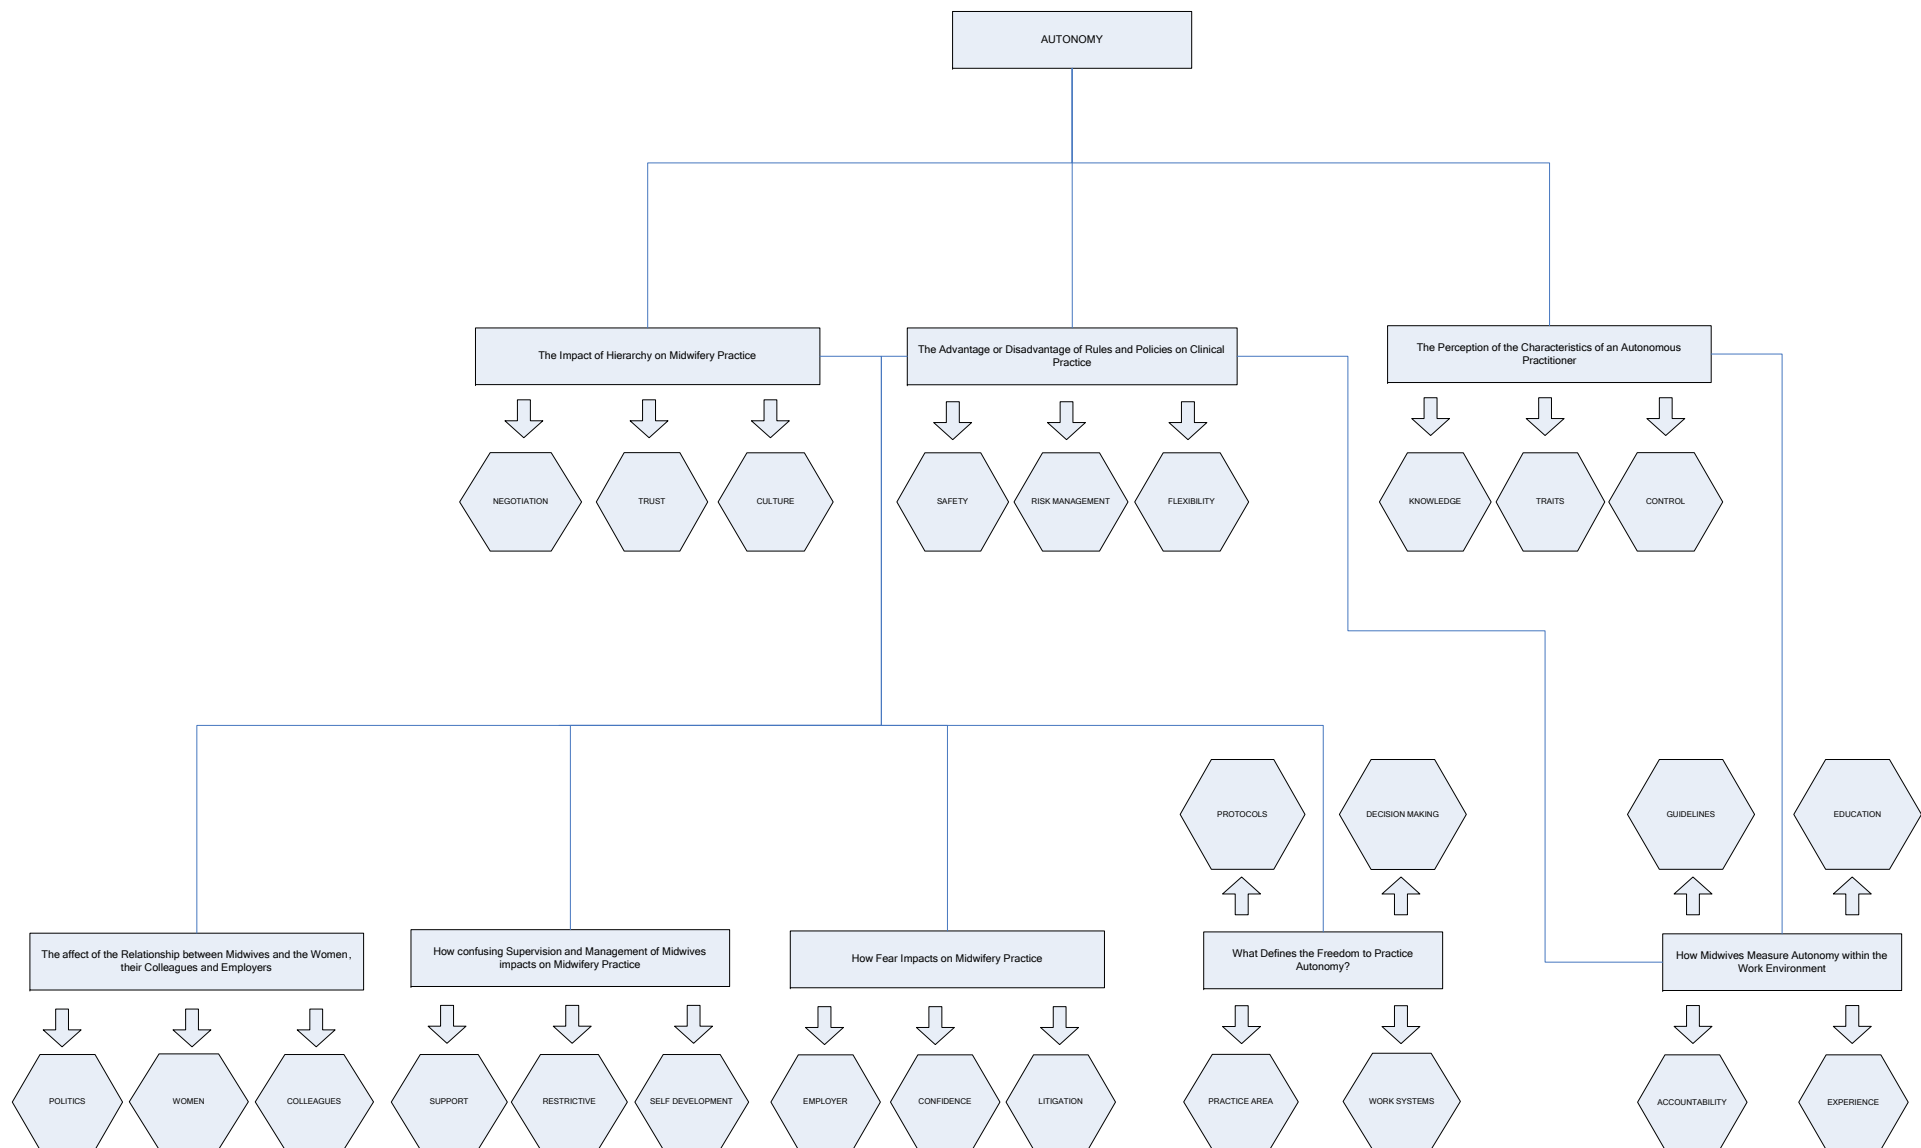 AUTONOMY
The Impact of Hierarchy on Midwifery Practice
The Advantage or Disadvantage of Rules and Policies on Clinical
Practice
The Perception of the Characteristics of an Autonomous
Practitioner
NEGOTIATION
TRUST
CULTURE
SAFETY
RISK MANAGEMENT
FLEXIBILITY
KNOWLEDGE
TRAITS
CONTROL
PROTOCOLS
DECISION MAKING
GUIDELINES
EDUCATION
The affect of the Relationship between Midwives and the Women,
their Colleagues and Employers
How confusing Supervision and Management of Midwives
impacts on Midwifery Practice
How Fear Impacts on Midwifery Practice
What Defines the Freedom to Practice
Autonomy?
How Midwives Measure Autonomy within the
Work Environment
POLITICS
WOMEN
COLLEAGUES
SUPPORT
RESTRICTIVE
SELF DEVELOPMENT
EMPLOYER
CONFIDENCE
LITIGATION
PRACTICE AREA
WORK SYSTEMS
ACCOUNTABILITY
EXPERIENCE